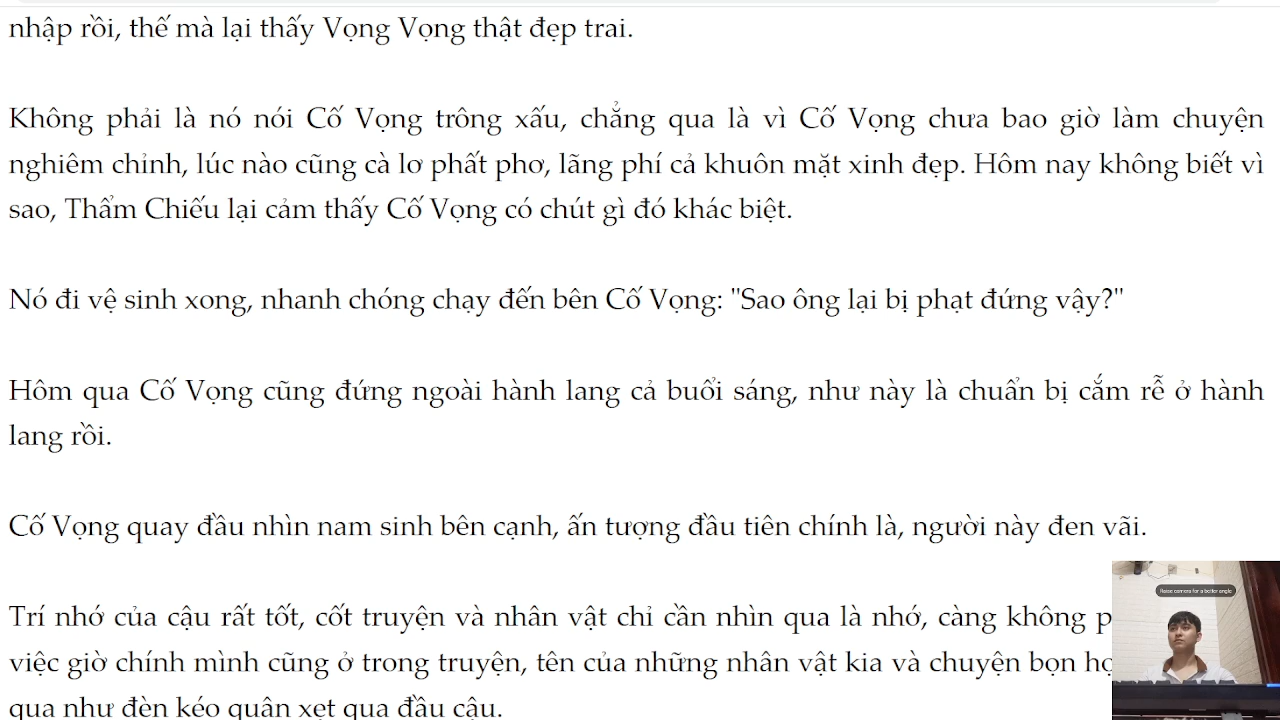 nhập rồi, thế mà lại thấy Vọng Vọng thật đẹp trai.
Không phải là nó nói Cố Vọng trông xấu, chẳng qua là vì Cố Vọng chưa bao giờ làm chuyện
nghiêm chỉnh, lúc nào cũng cà lơ phất phơ, lãng phí cả khuôn mặt xinh đẹp. Hôm nay không biết vì
sao, Thẩm Chiếu lại cảm thấy Cố Vọng có chút gì đó khác biệt.
Nó đi vệ sinh xong, nhanh chóng chạy đến bên Cố Vọng: "Sao ông lại bị phạt đứng vậy?"
Hôm qua Cố Vọng cũng đứng ngoài hành lang cả buổi sáng, như này là chuẩn bị cắm rễ ở hành
lang rồi.
Cố Vọng quay đầu nhìn nam sinh bên cạnh, ấn tượng đầu tiên chính là, người này đen vãi.
Trí nhớ của cậu rất tốt, cốt truyện và nhân vật chỉ cần nhìn qua là nhớ, càng không
việc giờ chính mình cũng ở trong truyện, tên của những nhân vật kia và chuyện bọn
qua như đèn kéo quân xẹt qua đầu cậu.
Raise camera for a better angle